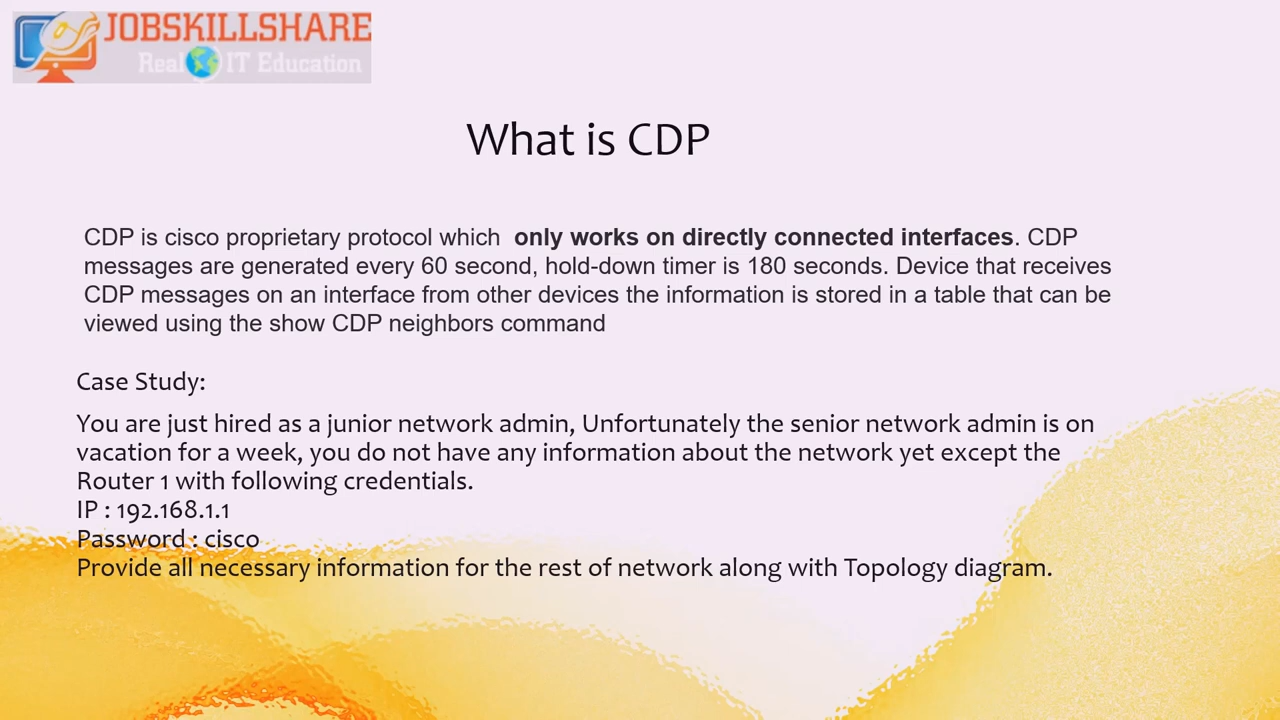 JOBSKILLSHARE
Real IT Education
What is CDP
CDP is cisco proprietary protocol which only works on directly connected interfaces. CDP
messages are generated every 60 second, hold-down timer is 180 seconds. Device that receives
CDP messages on an interface from other devices the information is stored in a table that can be
viewed using the show CDP neighbors command
Case Study:
You are just hired as a junior network admin, Unfortunately the senior network admin is on
vacation for a week, you do not have any information about the network yet except the
Router 1 with following credentials.
IP : 192.168.1.1
Password : cisco
Provide all necessary information for the rest of network along with Topology diagram.